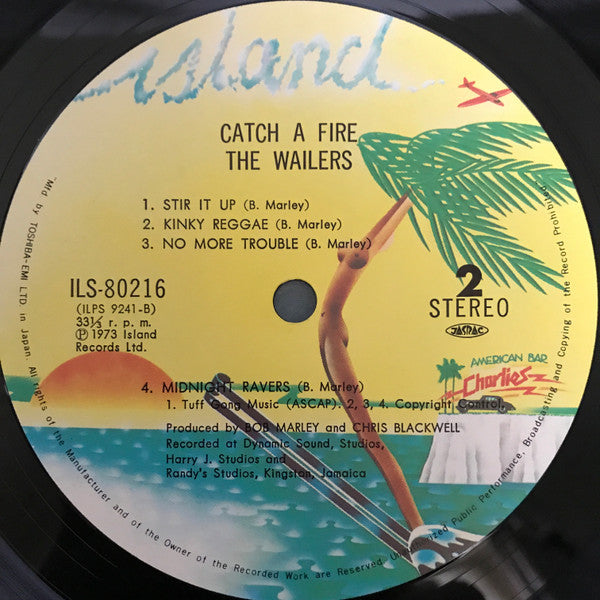 island
CATCH A FIRE
THE WAILERS
1. STIR IT UP (B. Marley)
2. KINKY REGGAE (B. Marley)
3. NO MORE TROUBLE (B. Marley)
ILS-80216
(ILPS 9241-B)
33⅓ r. p. m.
Ⓟ 1973 Island
Records Ltd.
2
STEREO
JASRAC
AMERICAN BAR
Charlies
4. MIDNIGHT RAVERS (B. Marley)
1. Tuff Gong Music (ASCAP). 2, 3, 4. Copyright Control.
Produced by BOB MARLEY and CHRIS BLACKWELL
Recorded at Dynamic Sound, Studios,
Harry J. Studios and
Randy's Studios, Kingston, Jamaica
Mfd by TOSHIBA-EMI LTD. in Japan. All rights of the Manufacturer and of the Owner of the Recorded Work are Reserved. Unauthorized Public Performance, Broadcasting and Copying of the Record Prohibited